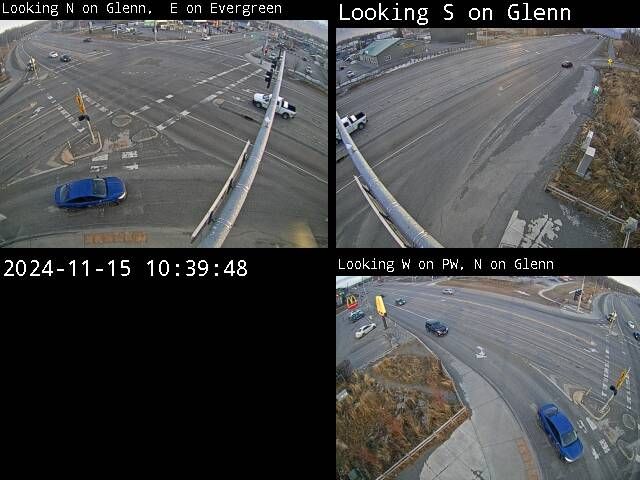 Looking N on Glenn,  E on Evergreen
Looking S on Glenn
2024-11-15 10:39:48
Looking W on PW, N on Glenn